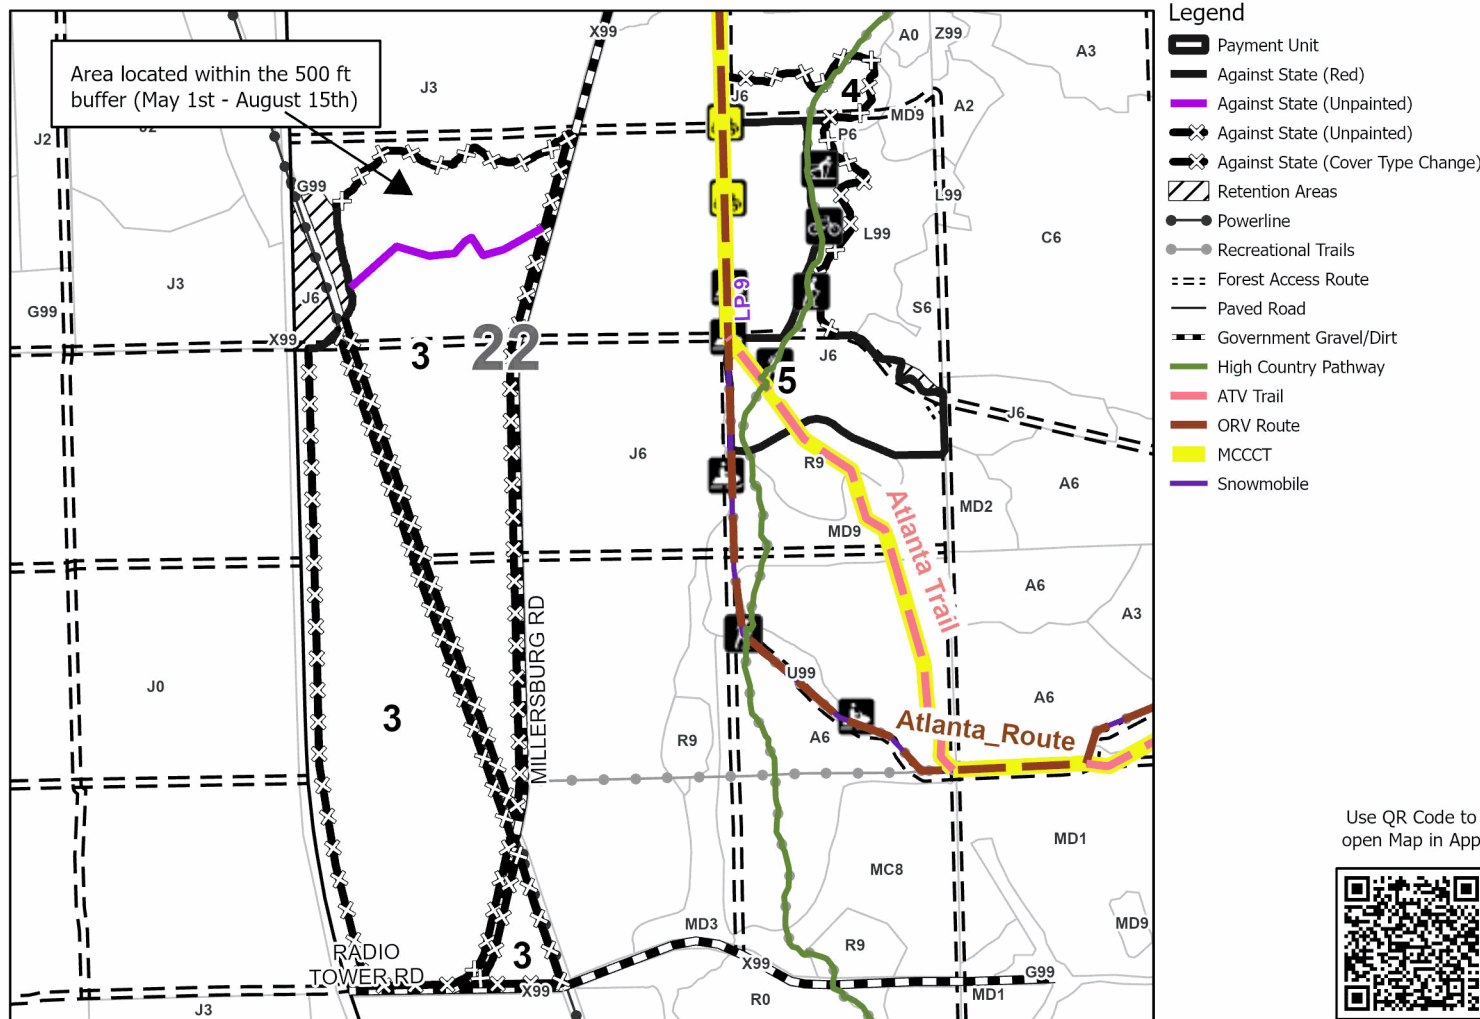 Area located within the 500 ft
buffer (May 1st - August 15th)
X99
J3
J2
G99
J3
G99
J6
X99
3
22
J6
LP 9
J6
4
A0
Z99
A3
A2
MD9
P6
L99
L99
C6
S6
J6
5
J6
R9
MD9
MD2
A6
Atlanta Trail
A6
A3
J0
3
MILLERSBURG RD
U99
R9
A6
A6
Atlanta_Route
MC8
MD1
MD3
R9
MD9
X99
G99
R0
MD1
RADIO
TOWER RD
3
X99
J3
Legend
Payment Unit
Against State (Red)
Against State (Unpainted)
Against State (Unpainted)
Against State (Cover Type Change)
Retention Areas
Powerline
Recreational Trails
Forest Access Route
Paved Road
Government Gravel/Dirt
High Country Pathway
ATV Trail
ORV Route
MCCCT
Snowmobile
Use QR Code to
open Map in App